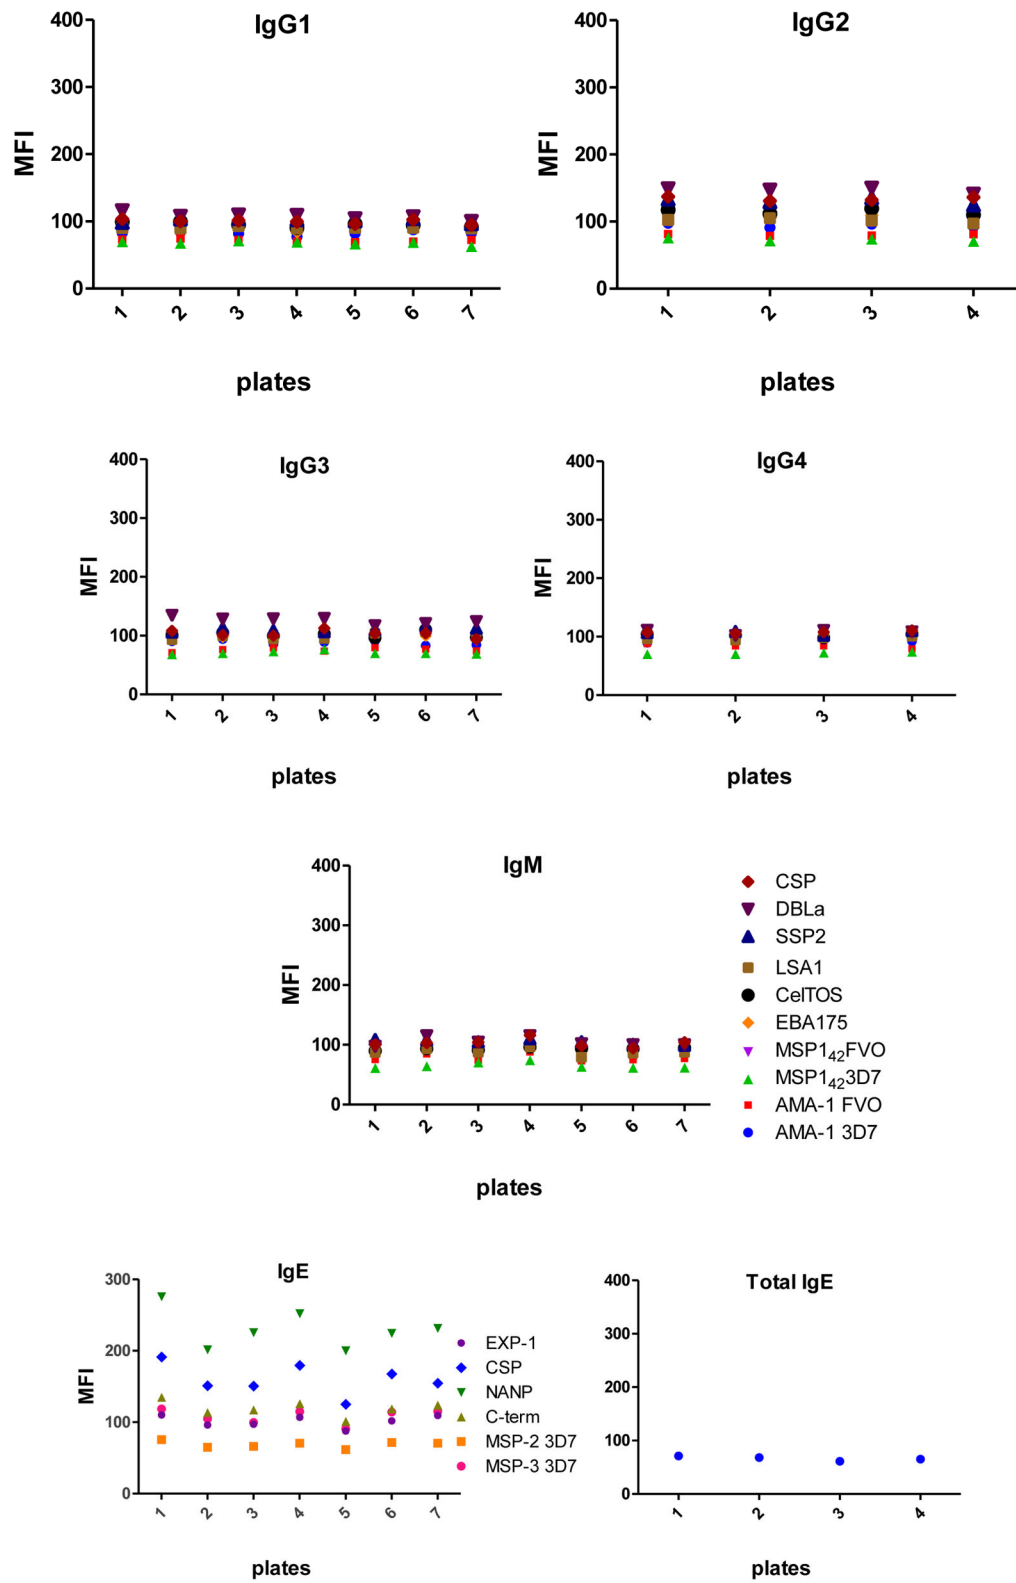 IgG1
400
300
200
100
0
MFI
1 2 3 4 5 6 7
plates
IgG2
400
300
200
100
0
MFI
1 2 3 4
plates
IgG3
400
300
200
100
0
MFI
1 2 3 4 5 6 7
plates
IgG4
400
300
200
100
0
MFI
1 2 3 4
plates
IgM
400
300
200
100
0
MFI
1 2 3 4 5 6 7
plates
CSP
DBLa
SSP2
LSA1
CelTOS
EBA175
MSP1₄₂FVO
MSP1₄₂3D7
AMA-1 FVO
AMA-1 3D7
IgE
300
200
100
0
MFI
1 2 3 4 5 6 7
plates
EXP-1
CSP
NANP
C-term
MSP-2 3D7
MSP-3 3D7
Total IgE
400
300
200
100
0
MFI
1 2 3 4
plates